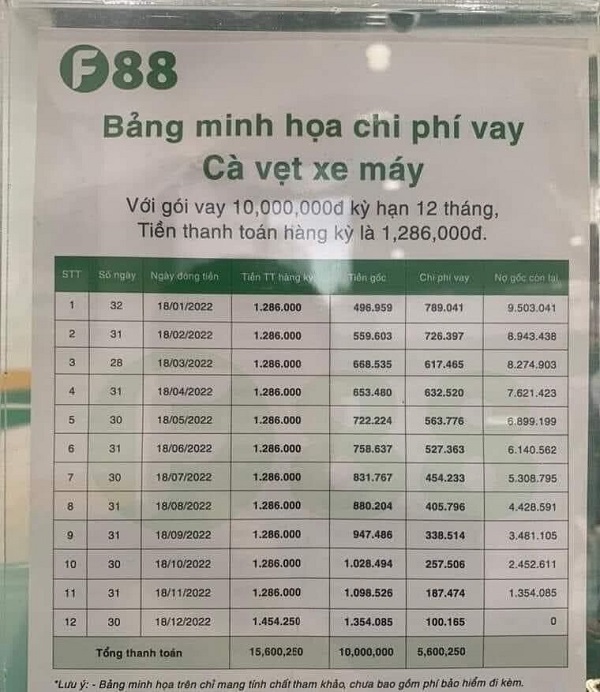 F88
Bảng minh họa chi phí vay
Cà vẹt xe máy
Với gói vay 10,000,000đ kỳ hạn 12 tháng,
Tiền thanh toán hàng kỳ là 1,286,000đ.
STT Số ngày Ngày đóng tiền Tiền TT hàng kỳ Tiền gốc Chi phí vay Nợ gốc còn lại
1 32 18/01/2022 1.286.000 496.959 789.041 9.503.041
2 31 18/02/2022 1.286.000 559.603 726.397 8.943.438
3 28 18/03/2022 1.286.000 668.535 617.465 8.274.903
4 31 18/04/2022 1.286.000 653.480 632.520 7.621.423
5 30 18/05/2022 1.286.000 722.224 563.776 6.899.199
6 31 18/06/2022 1.286.000 758.637 527.363 6.140.562
7 30 18/07/2022 1.286.000 831.767 454.233 5.308.795
8 31 18/08/2022 1.286.000 880.204 405.796 4.428.591
9 31 18/09/2022 1.286.000 947.486 338.514 3.481.105
10 30 18/10/2022 1.286.000 1.028.494 257.506 2.452.611
11 31 18/11/2022 1.286.000 1.098.526 187.474 1.354.085
12 30 18/12/2022 1.454.250 1.354.085 100.165 0
Tổng thanh toán 15,600,250 10,000,000 5,600,250
*Lưu ý: - Bảng minh họa trên chỉ mang tính chất tham khảo, chưa bao gồm phí bảo hiểm đi kèm.